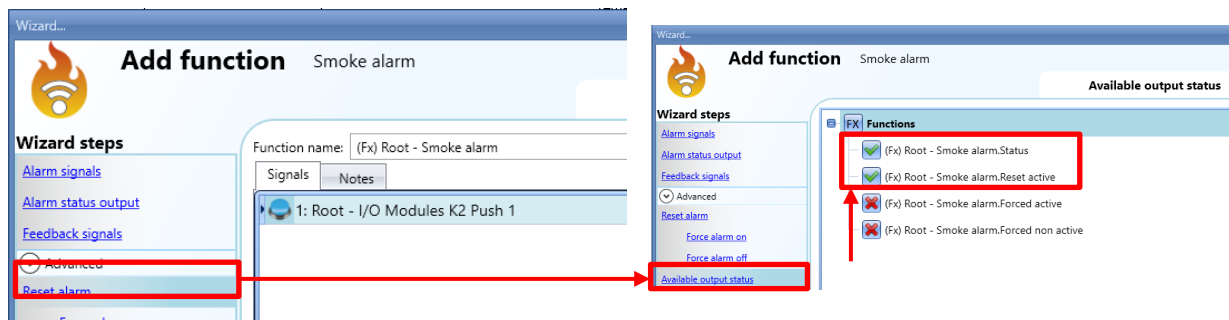 Wizard...
Add function Smoke alarm
Wizard steps
Alarm signals
Alarm status output
Feedback signals
Advanced
Reset alarm
Function name: (Fx) Root - Smoke alarm
Signals Notes
1: Root - I/O Modules K2 Push 1
Wizard...
Add function Smoke alarm
Available output status
Wizard steps
Alarm signals
Alarm status output
Feedback signals
Advanced
Reset alarm
Force alarm on
Force alarm off
Available output status
FX Functions
(Fx) Root - Smoke alarm.Status
(Fx) Root - Smoke alarm.Reset active
(Fx) Root - Smoke alarm.Forced active
(Fx) Root - Smoke alarm.Forced non active